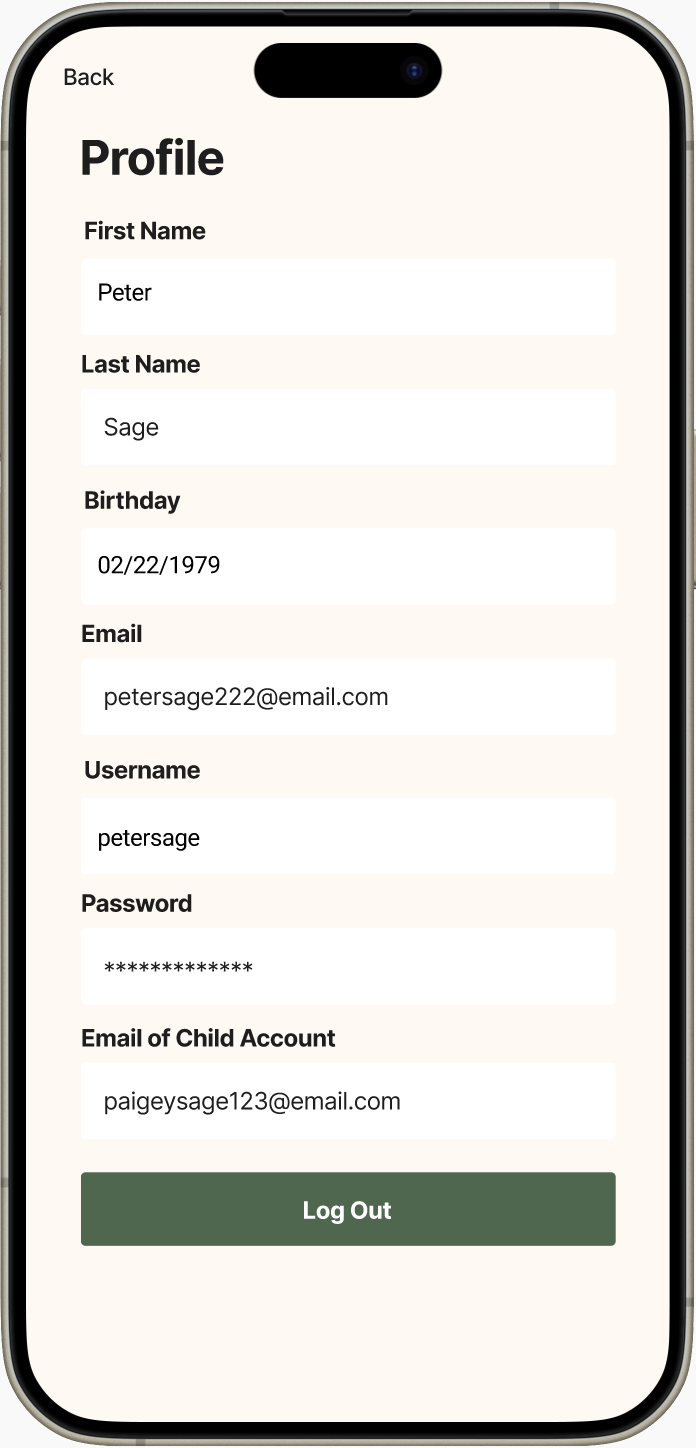 Back
Profile
First Name
Peter
Last Name
Sage
Birthday
02/22/1979
Email
petersage222@email.com
Username
petersage
Password
*************
Email of Child Account
paigeysage123@email.com
Log Out